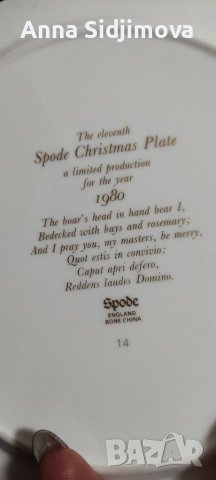 Anna Sidjimova
The eleventh
Spode Christmas Plate
a limited production
for the year
1980
The boar's head in hand bear I,
Bedecked with bays and rosemary;
And I pray you, my masters, be merry,
Quot estis in convivio:
Caput apri defero,
Reddens laudes Domino.
Spode
ENGLAND
BONE CHINA
14
BAZAR